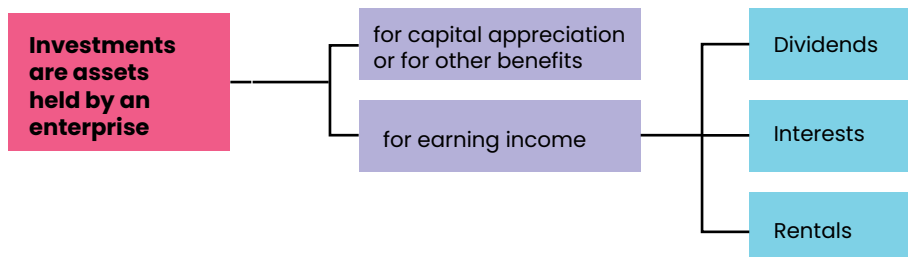 Investments
are assets
held by an
enterprise
for capital appreciation
or for other benefits
for earning income
Dividends
Interests
Rentals